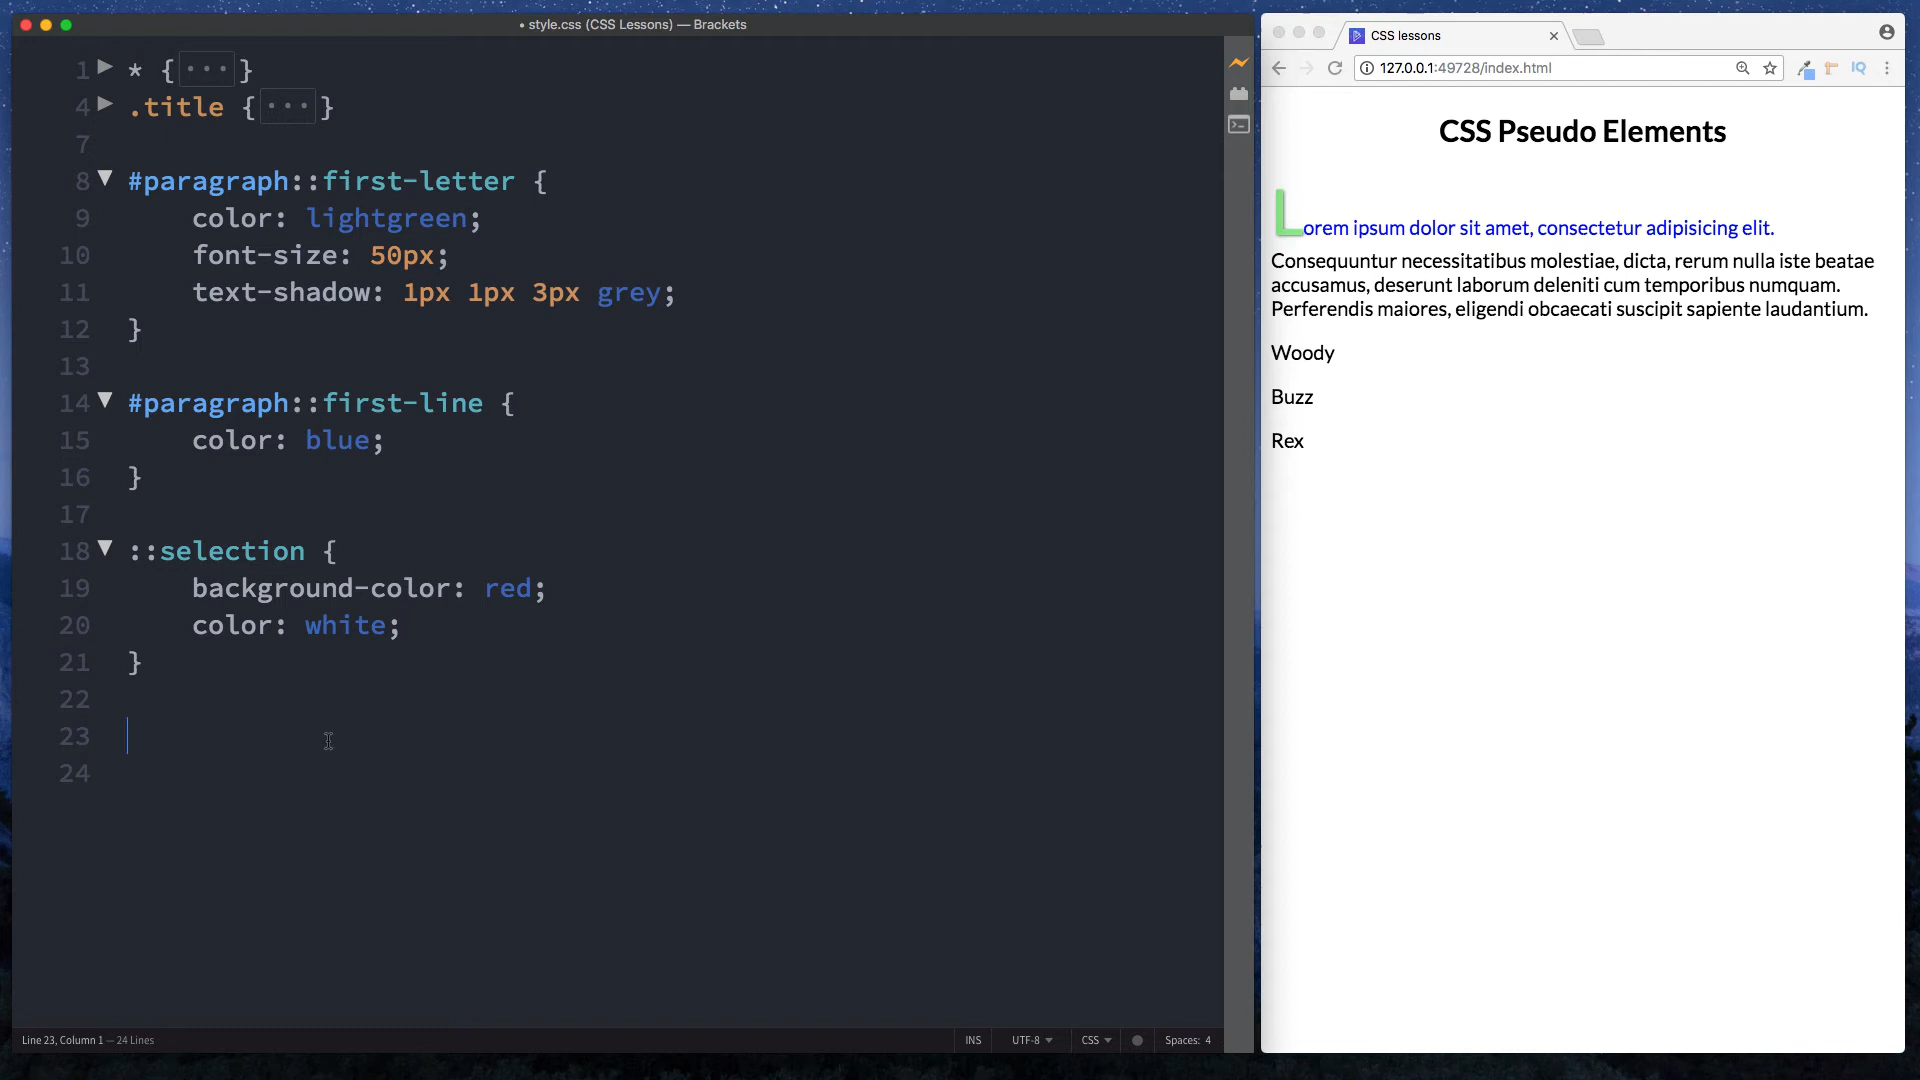 • style.css (CSS Lessons) — Brackets
1 * {···}
4 .title {···}
7
8 #paragraph::first-letter {
9 color: lightgreen;
10 font-size: 50px;
11 text-shadow: 1px 1px 3px grey;
12 }
13
14 #paragraph::first-line {
15 color: blue;
16 }
17
18 ::selection {
19 background-color: red;
20 color: white;
21 }
22
23
24
Line 23, Column 1 — 24 Lines
INS UTF-8 CSS Spaces: 4
CSS lessons
127.0.0.1:49728/index.html
IQ
CSS Pseudo Elements
Lorem ipsum dolor sit amet, consectetur adipisicing elit.
Consequuntur necessitatibus molestiae, dicta, rerum nulla iste beatae
accusamus, deserunt laborum deleniti cum temporibus numquam.
Perferendis maiores, eligendi obcaecati suscipit sapiente laudantium.
Woody
Buzz
Rex